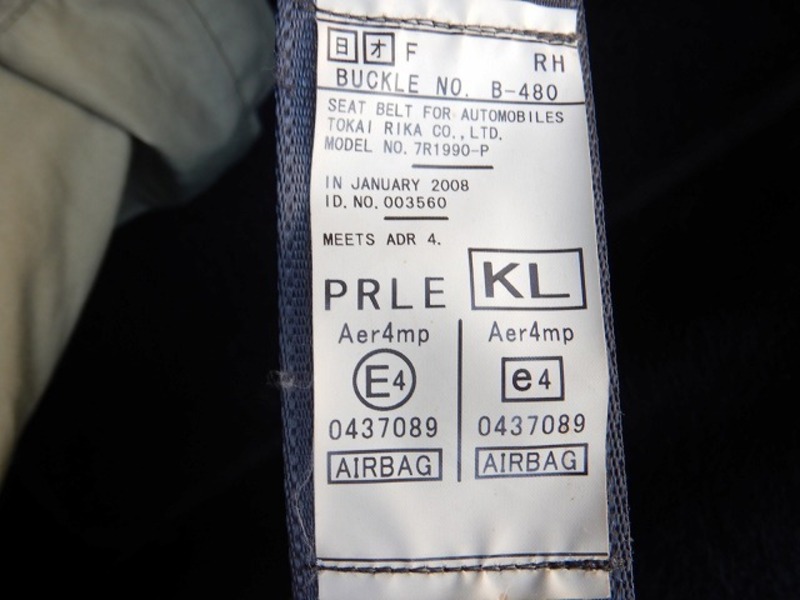 日 オ F RH
BUCKLE NO. B-480
SEAT BELT FOR AUTOMOBILES
TOKAI RIKA CO.,LTD.
MODEL NO. 7R1990-P
IN JANUARY 2008
ID.NO.003560
MEETS ADR 4.
PRLE KL
Aer4mp Aer4mp
E4 e4
0437089 0437089
AIRBAG AIRBAG